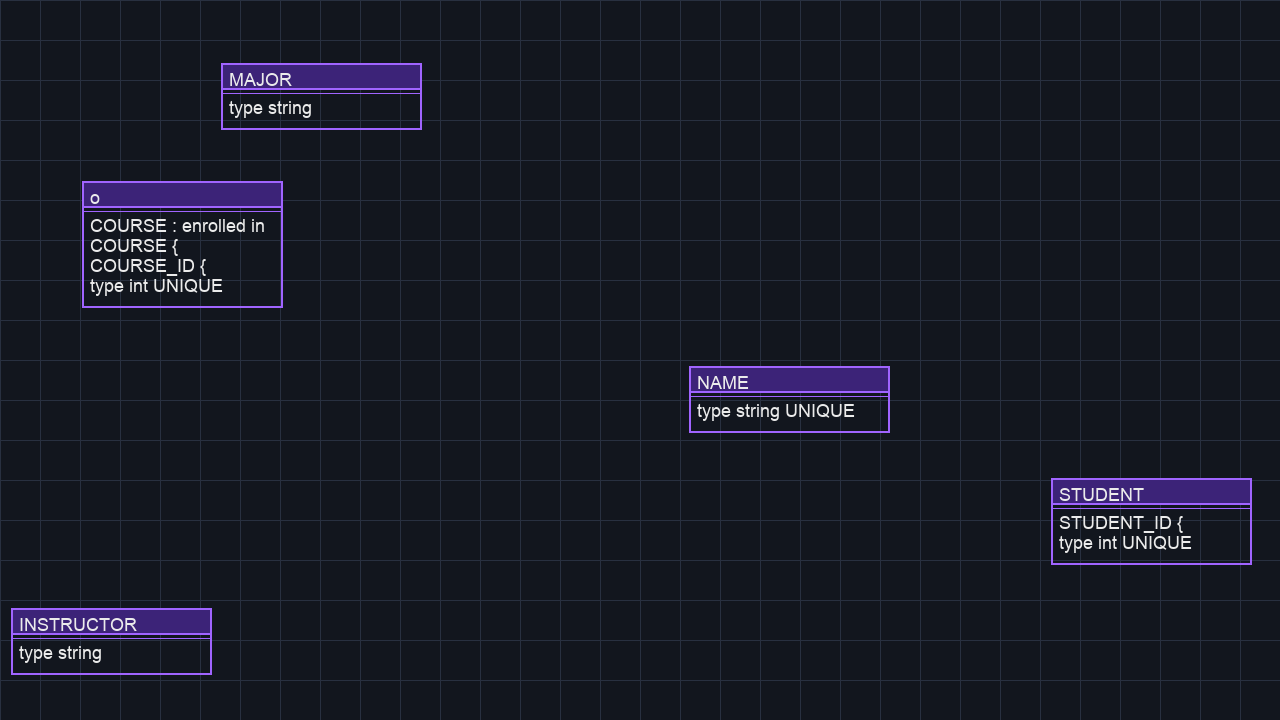 MAJOR
type string
o
COURSE : enrolled in
COURSE {
COURSE_ID {
type int UNIQUE
NAME
type string UNIQUE
STUDENT
STUDENT_ID {
type int UNIQUE
INSTRUCTOR
type string